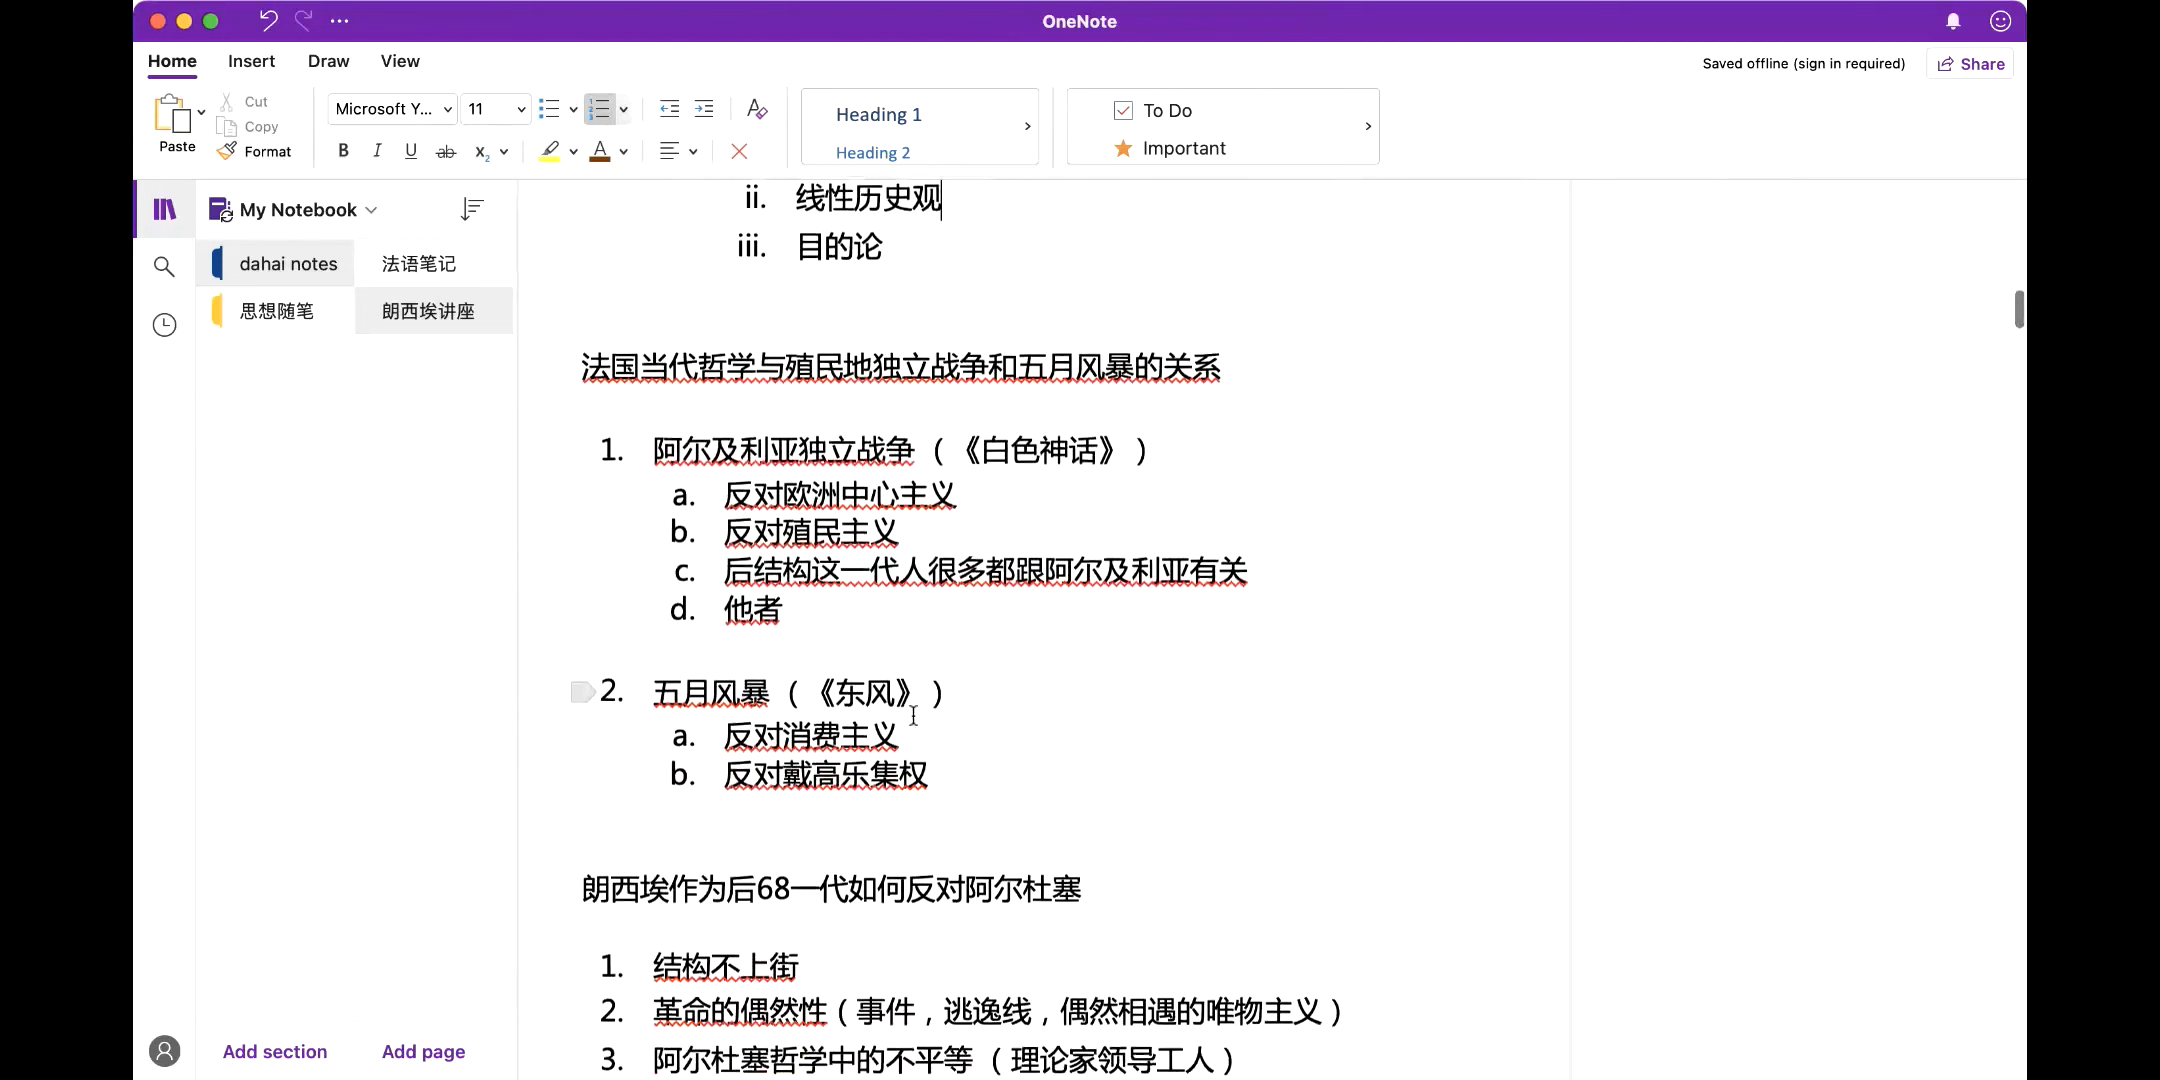 OneNote
Home Insert Draw View
Saved offline (sign in required) Share
Paste
Cut
Copy
Format
Microsoft Y... 11
B I U ab x₂ A
Heading 1
Heading 2
To Do
Important
My Notebook
dahai notes
思想随笔
法语笔记
朗西埃讲座
ii. 线性历史观
iii. 目的论
法国当代哲学与殖民地独立战争和五月风暴的关系
1. 阿尔及利亚独立战争（《白色神话》）
a. 反对欧洲中心主义
b. 反对殖民主义
c. 后结构这一代人很多都跟阿尔及利亚有关
d. 他者
2. 五月风暴（《东风》）
a. 反对消费主义
b. 反对戴高乐集权
朗西埃作为后68一代如何反对阿尔杜塞
1. 结构不上街
2. 革命的偶然性（事件，逃逸线，偶然相遇的唯物主义）
3. 阿尔杜塞哲学中的不平等（理论家领导工人）
Add section Add page